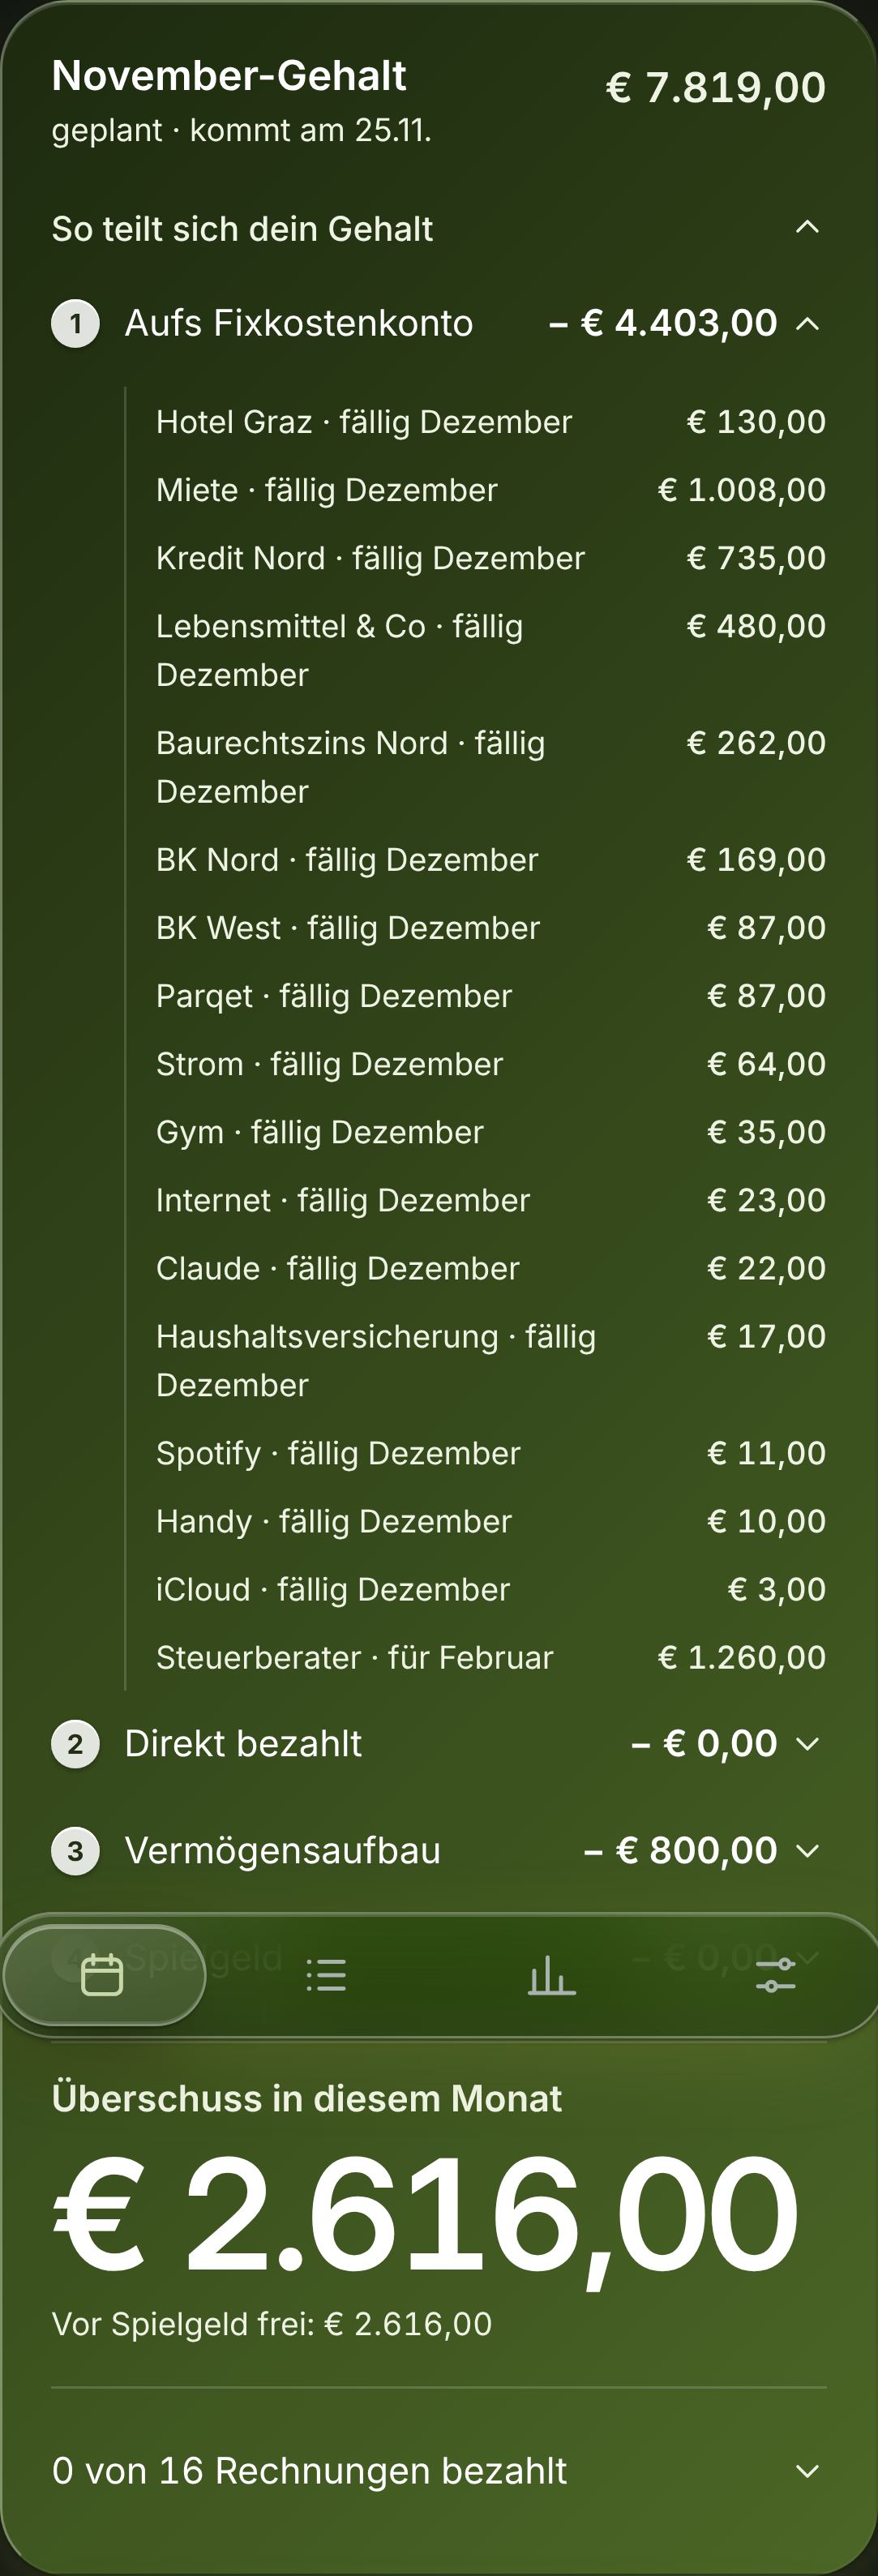 November-Gehalt
€ 7.819,00
geplant · kommt am 25.11.
So teilt sich dein Gehalt
1 Aufs Fixkostenkonto – € 4.403,00
Hotel Graz · fällig Dezember € 130,00
Miete · fällig Dezember € 1.008,00
Kredit Nord · fällig Dezember € 735,00
Lebensmittel & Co · fällig € 480,00
Dezember
Baurechtszins Nord · fällig € 262,00
Dezember
BK Nord · fällig Dezember € 169,00
BK West · fällig Dezember € 87,00
Parqet · fällig Dezember € 87,00
Strom · fällig Dezember € 64,00
Gym · fällig Dezember € 35,00
Internet · fällig Dezember € 23,00
Claude · fällig Dezember € 22,00
Haushaltsversicherung · fällig € 17,00
Dezember
Spotify · fällig Dezember € 11,00
Handy · fällig Dezember € 10,00
iCloud · fällig Dezember € 3,00
Steuerberater · für Februar € 1.260,00
2 Direkt bezahlt – € 0,00
3 Vermögensaufbau – € 800,00
4 Spielgeld – € 0,00
Überschuss in diesem Monat
€ 2.616,00
Vor Spielgeld frei: € 2.616,00
0 von 16 Rechnungen bezahlt